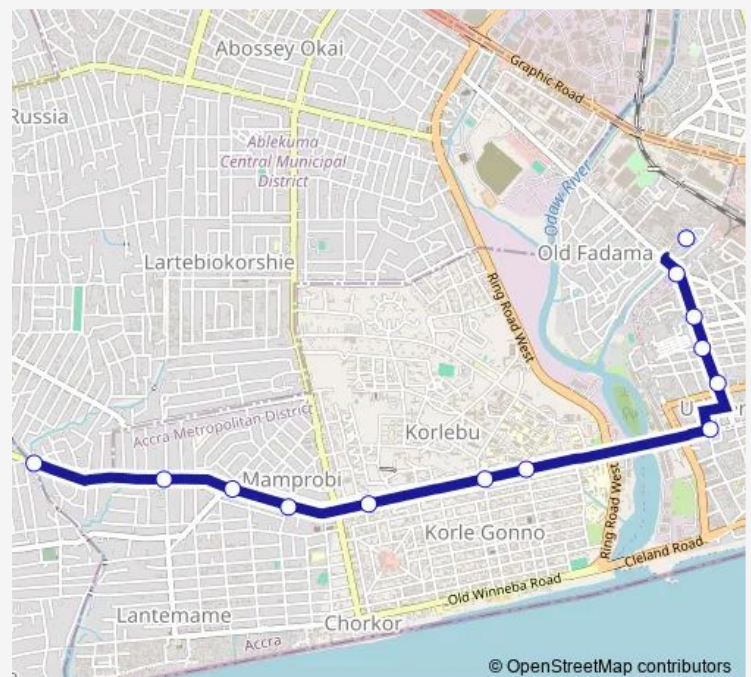 Abossey Okai
Graphic Road
Russia
Ablekuma
Central Municipal
District
Odaw River
Lartebiokorshie
Old Fadama
Ring Road West
Accra Metropolitan District
Korlebu
Mamprobi
Korle Gonno
Ring Road West
Cleland Road
Old Winneba Road
Lantemame
Chorkor
Accra
© OpenStreetMap contributors